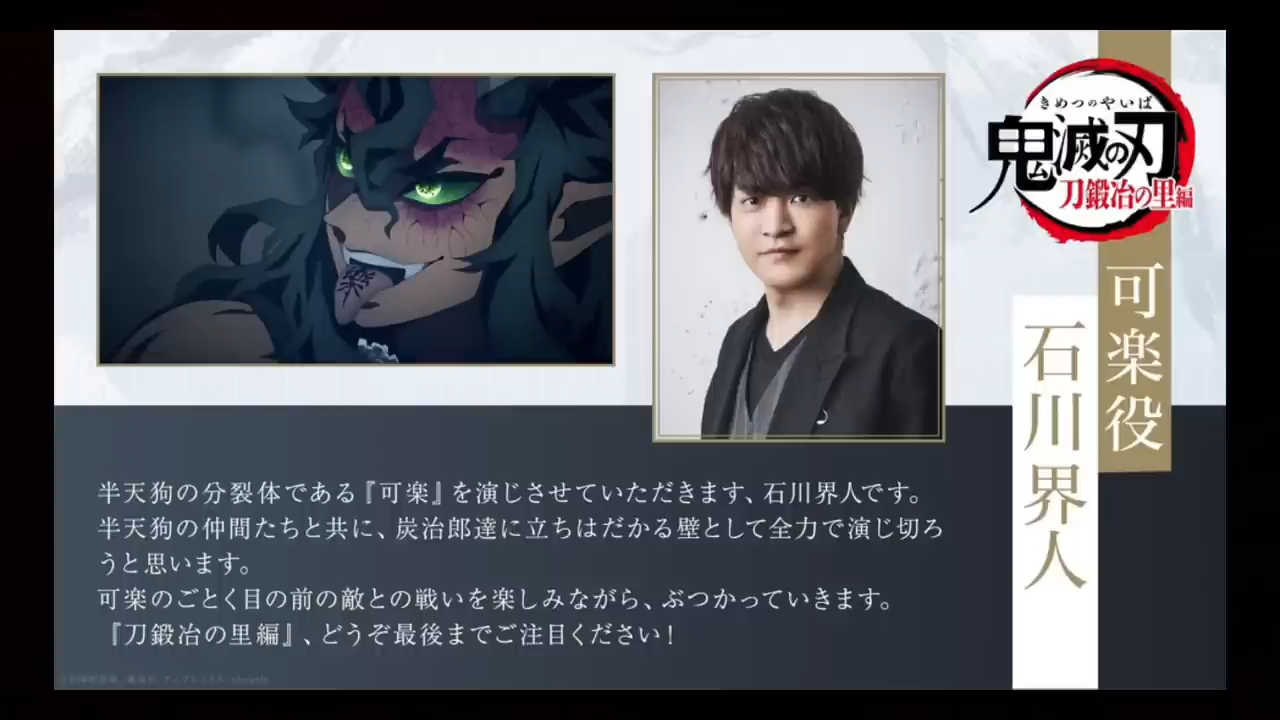 きめつのやいば
鬼滅の刃
刀鍛冶の里編
可楽役
石川界人
楽
半天狗の分裂体である『可楽』を演じさせていただきます、石川界人です。
半天狗の仲間たちと共に、炭治郎達に立ちはだかる壁として全力で演じ切ろ
うと思います。
可楽のごとく目の前の敵との戦いを楽しみながら、ぶつかっていきます。
『刀鍛冶の里編』、どうぞ最後までご注目ください！